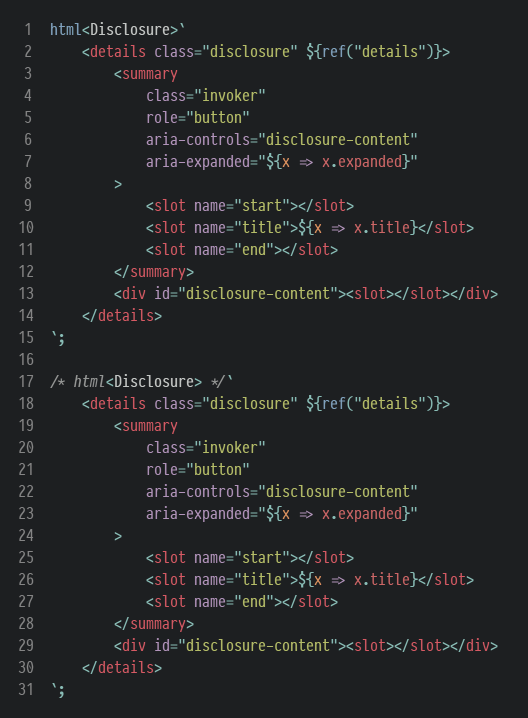 1 html<Disclosure>`
2     <details class="disclosure" ${ref("details")}>
3         <summary
4             class="invoker"
5             role="button"
6             aria-controls="disclosure-content"
7             aria-expanded="${x => x.expanded}"
8         >
9             <slot name="start"></slot>
10             <slot name="title">${x => x.title}</slot>
11             <slot name="end"></slot>
12         </summary>
13         <div id="disclosure-content"><slot></slot></div>
14     </details>
15 `;
16
17 /* html<Disclosure> */`
18     <details class="disclosure" ${ref("details")}>
19         <summary
20             class="invoker"
21             role="button"
22             aria-controls="disclosure-content"
23             aria-expanded="${x => x.expanded}"
24         >
25             <slot name="start"></slot>
26             <slot name="title">${x => x.title}</slot>
27             <slot name="end"></slot>
28         </summary>
29         <div id="disclosure-content"><slot></slot></div>
30     </details>
31 `;